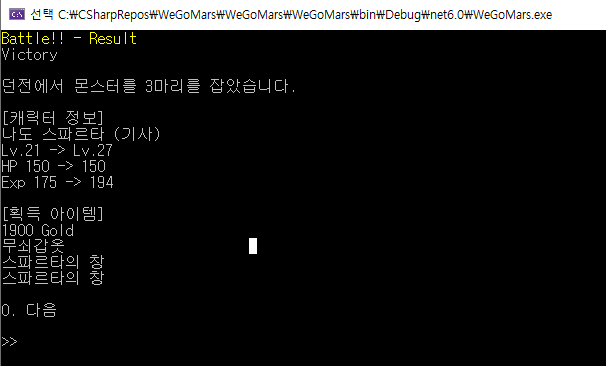 선택 C:\CSharpRepos\WeGoMars\WeGoMars\WeGoMars\bin\Debug\net6.0\WeGoMars.exe
Battle!! - Result
Victory
던전에서 몬스터를 3마리를 잡았습니다.
[캐릭터 정보]
나도 스파르타 (기사)
Lv.21 -> Lv.27
HP 150 -> 150
Exp 175 -> 194
[획득 아이템]
1900 Gold
무쇠갑옷
스파르타의 창
스파르타의 창
0. 다음
>>